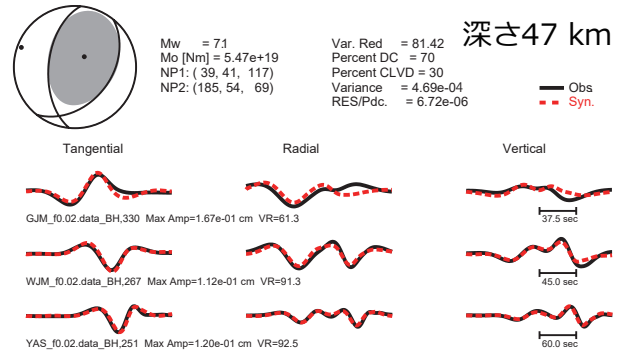 深さ47 km
Mw = 7.1
Mo [Nm] = 5.47e+19
NP1: ( 39, 41, 117)
NP2: (185, 54, 69)
Var. Red = 81.42
Percent DC = 70
Percent CLVD = 30
Variance = 4.69e-04
RES/Pdc. = 6.72e-06
Obs.
Syn.
Tangential Radial Vertical
GJM_f0.02.data_BH,330 Max Amp=1.67e-01 cm VR=61.3
37.5 sec
WJM_f0.02.data_BH,267 Max Amp=1.12e-01 cm VR=91.3
45.0 sec
YAS_f0.02.data_BH,251 Max Amp=1.20e-01 cm VR=92.5
60.0 sec